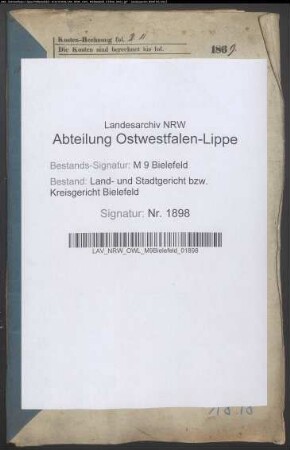 Kosten-Rechnung fol.
Die Kosten sind berechnet bis fol.
186
Landesarchiv NRW
Abteilung Ostwestfalen-Lippe
Bestands-Signatur: M 9 Bielefeld
Bestand: Land- und Stadtgericht bzw.
Kreisgericht Bielefeld
Signatur: Nr. 1898
LAV_NRW_OWL_M9Bielefeld_01898